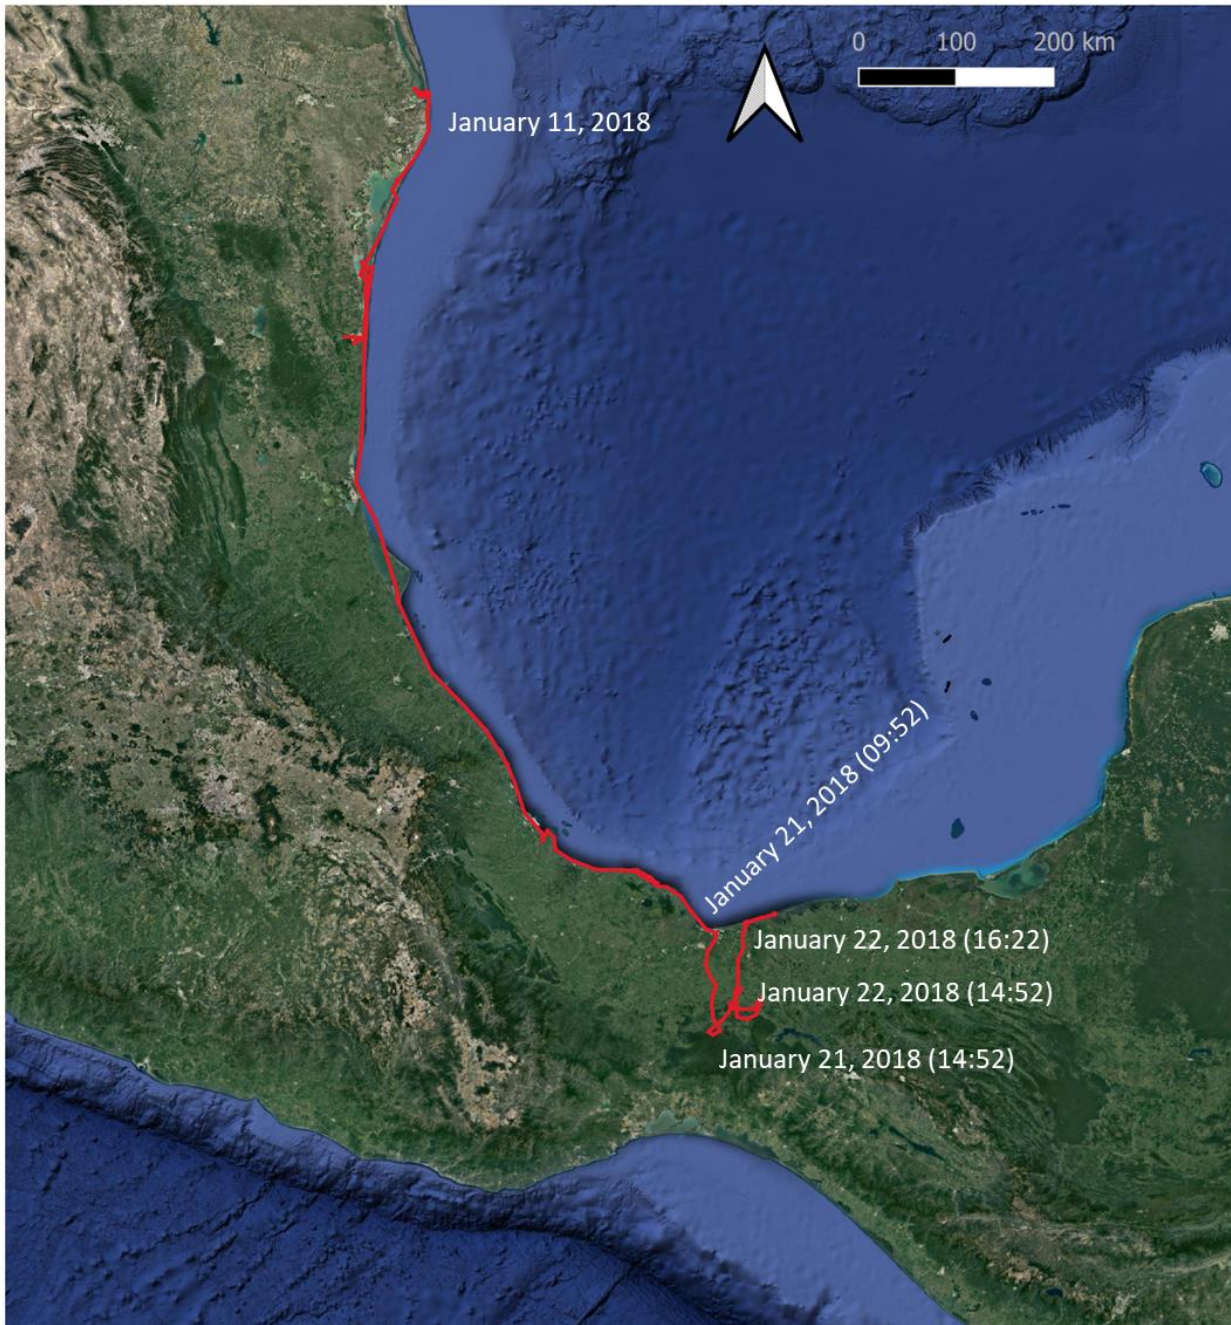 0 100 200 km
January 11, 2018
January 21, 2018 (09:52)
January 22, 2018 (16:22)
January 22, 2018 (14:52)
January 21, 2018 (14:52)